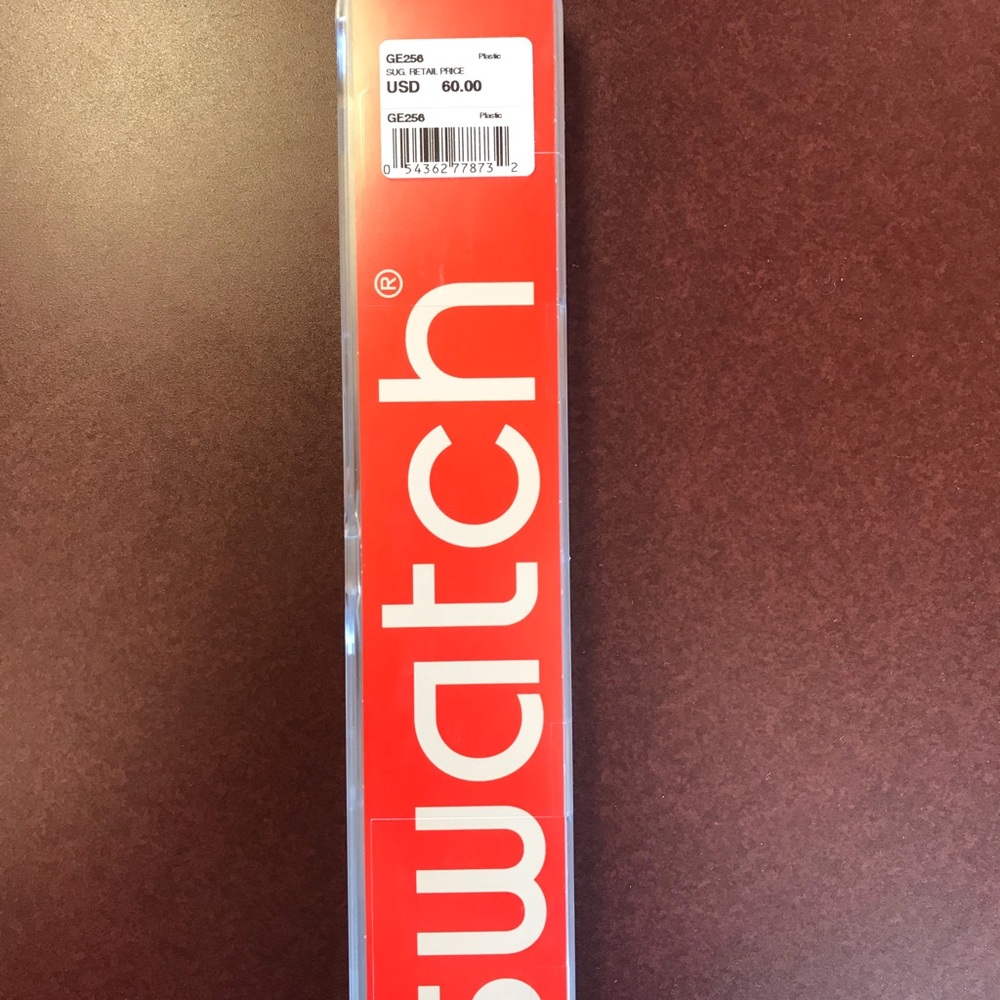 GE256 Plastic
SUG. RETAIL PRICE
USD 60.00
GE256 Plastic
0 54362 77873 2
swatch®